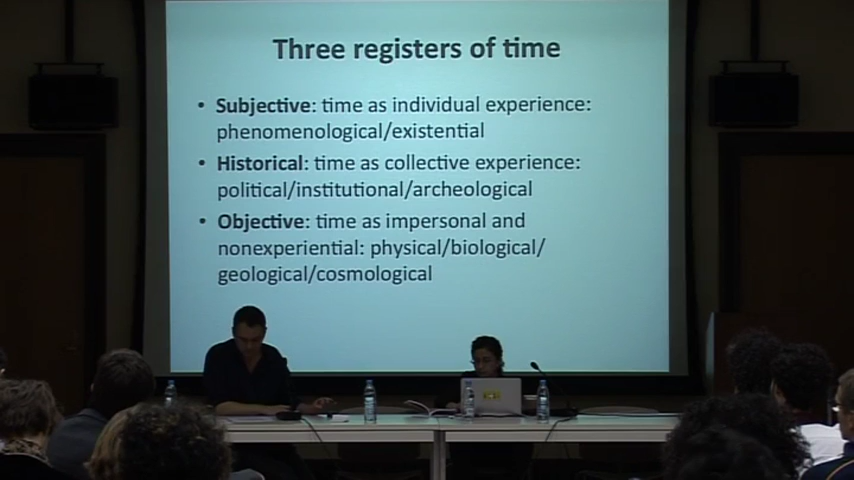 Three registers of time
• Subjective: time as individual experience:
phenomenological/existential
• Historical: time as collective experience:
political/institutional/archeological
• Objective: time as impersonal and
nonexperiential: physical/biological/
geological/cosmological